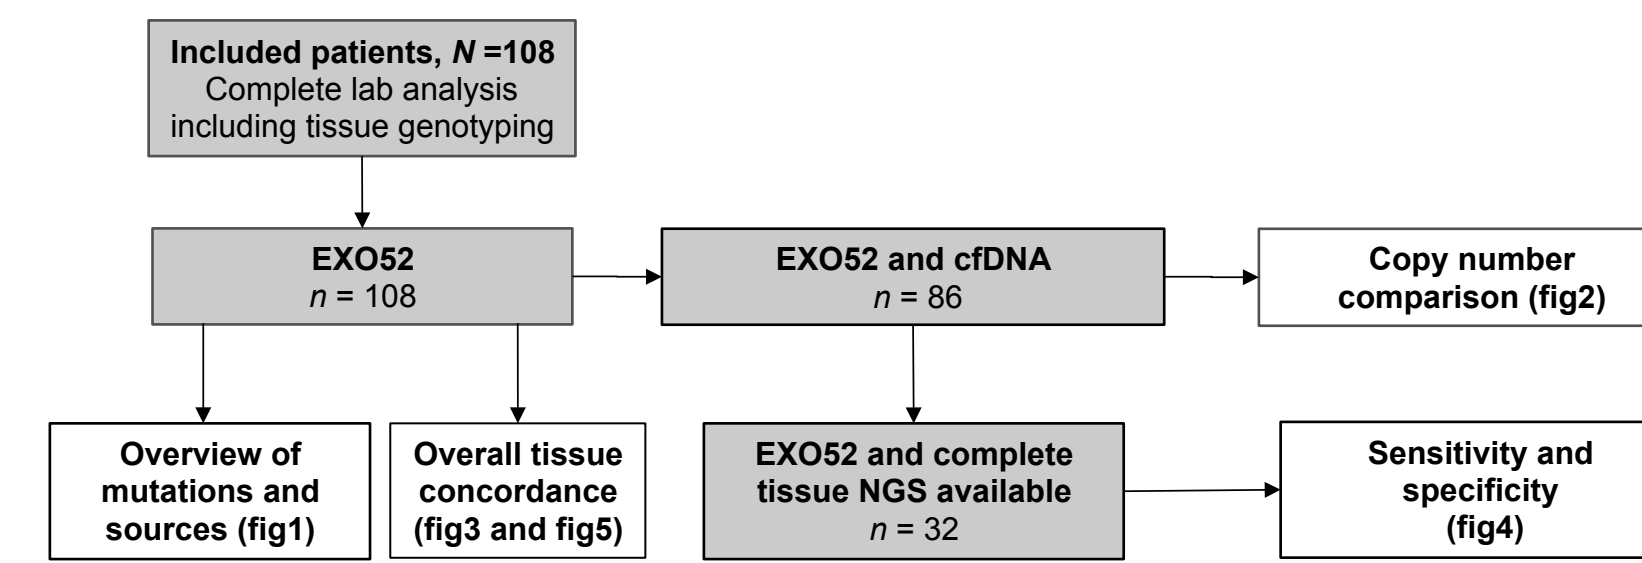 Included patients, N =108
Complete lab analysis
including tissue genotyping
EXO52
n = 108
EXO52 and cfDNA
n = 86
Copy number
comparison (fig2)
Overview of
mutations and
sources (fig1)
Overall tissue
concordance
(fig3 and fig5)
EXO52 and complete
tissue NGS available
n = 32
Sensitivity and
specificity
(fig4)